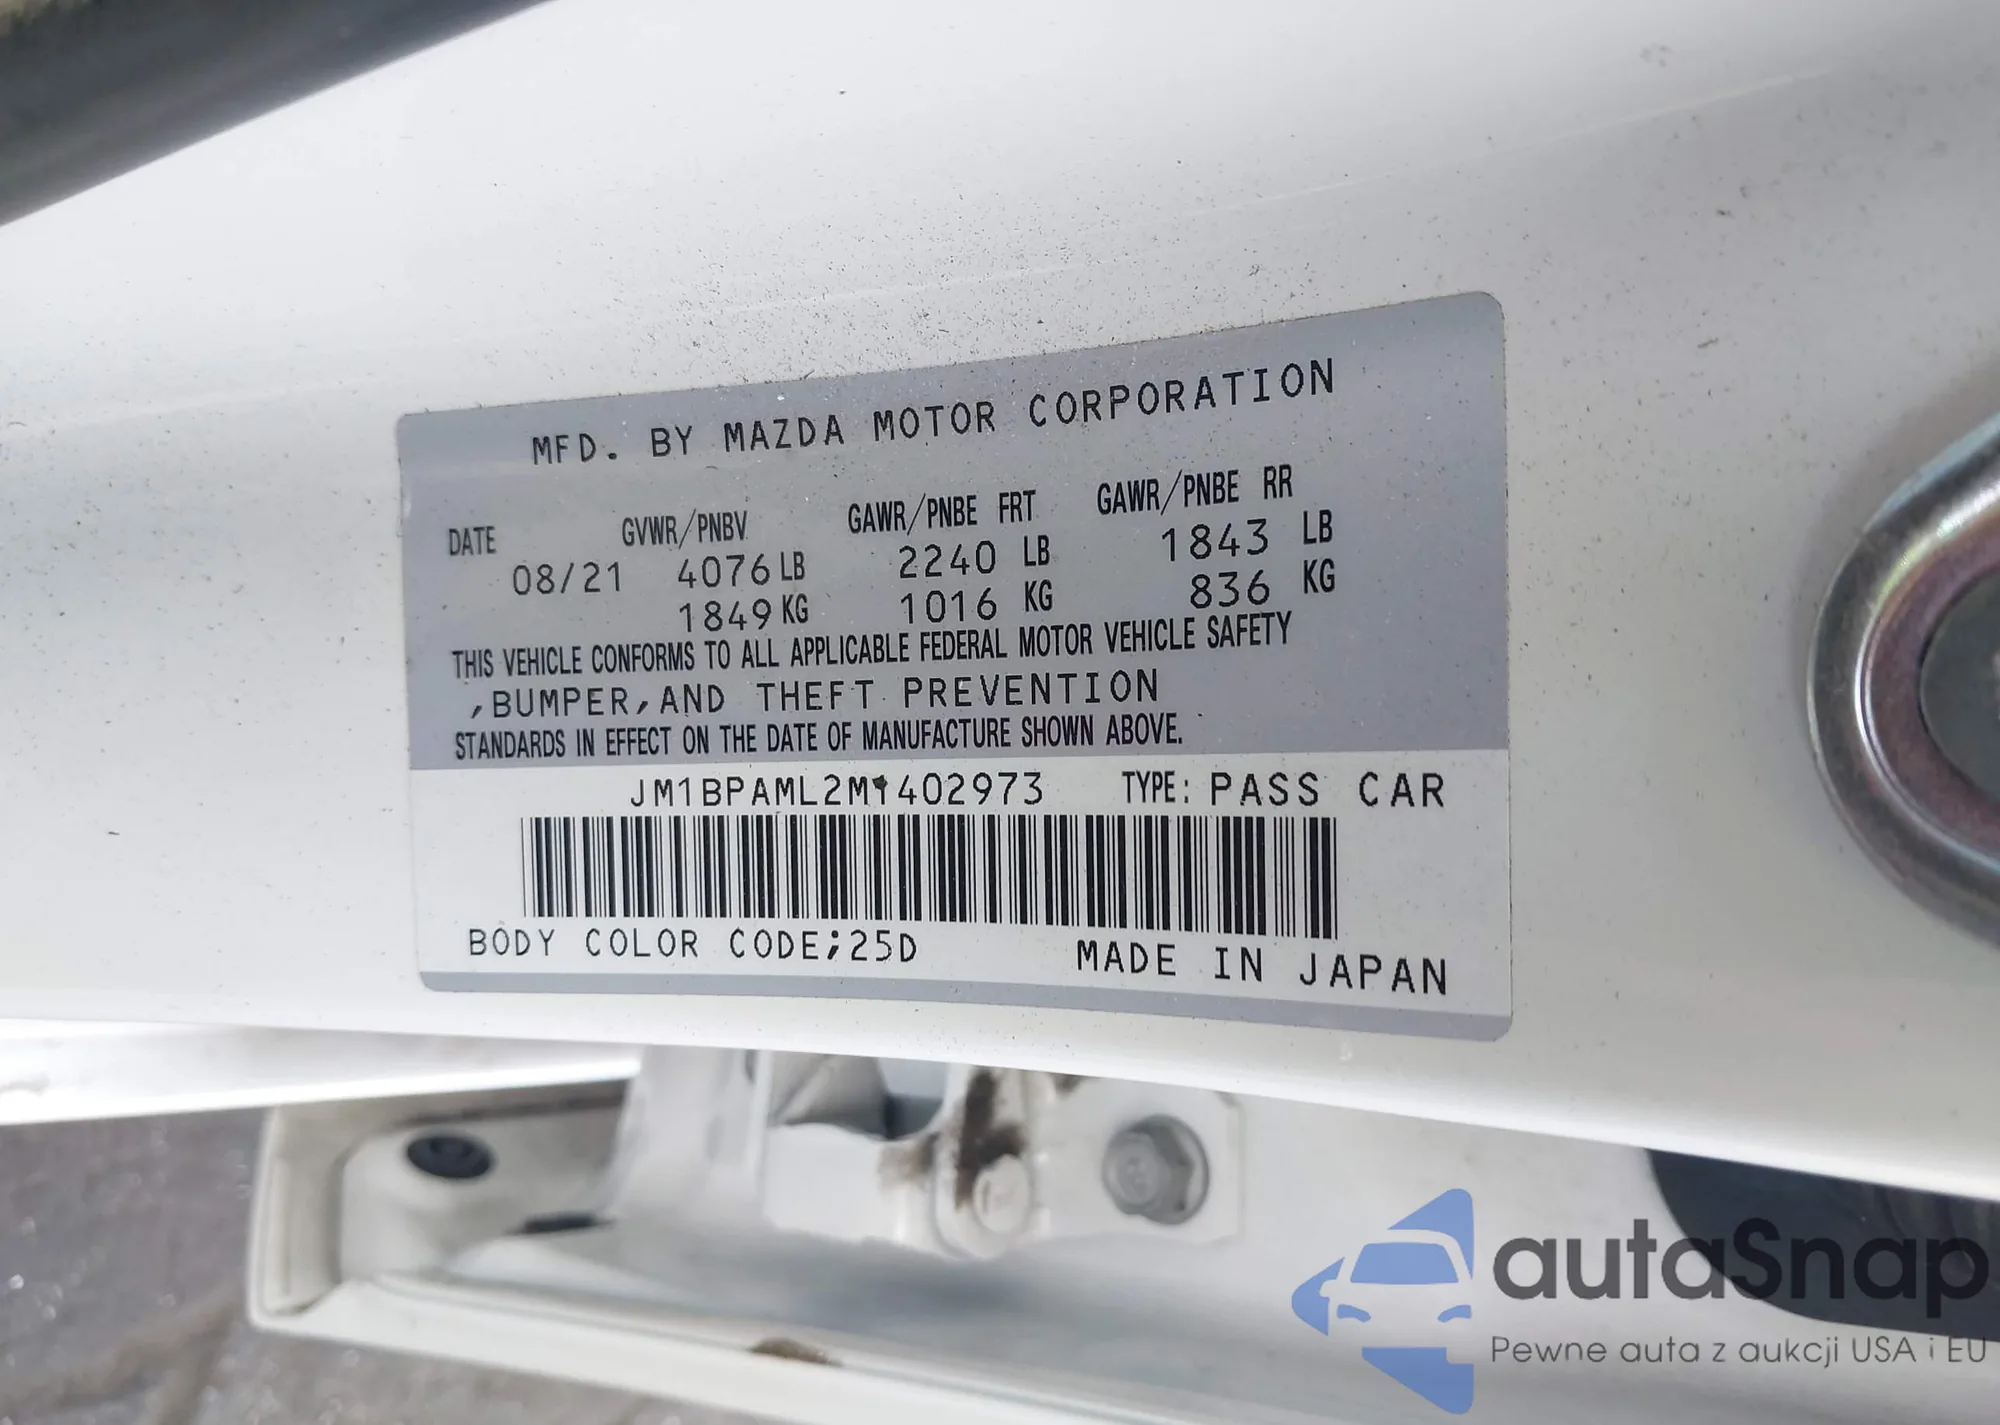 MFD. BY MAZDA MOTOR CORPORATION
DATE GVWR/PNBV GAWR/PNBE FRT GAWR/PNBE RR
08/21 4076 LB 2240 LB 1843 LB
1849 KG 1016 KG 836 KG
THIS VEHICLE CONFORMS TO ALL APPLICABLE FEDERAL MOTOR VEHICLE SAFETY
,BUMPER,AND THEFT PREVENTION
STANDARDS IN EFFECT ON THE DATE OF MANUFACTURE SHOWN ABOVE.
JM1BPAML2M1402973 TYPE: PASS CAR
BODY COLOR CODE;25D MADE IN JAPAN
autaSnap
Pewne auta z aukcji USA i EU